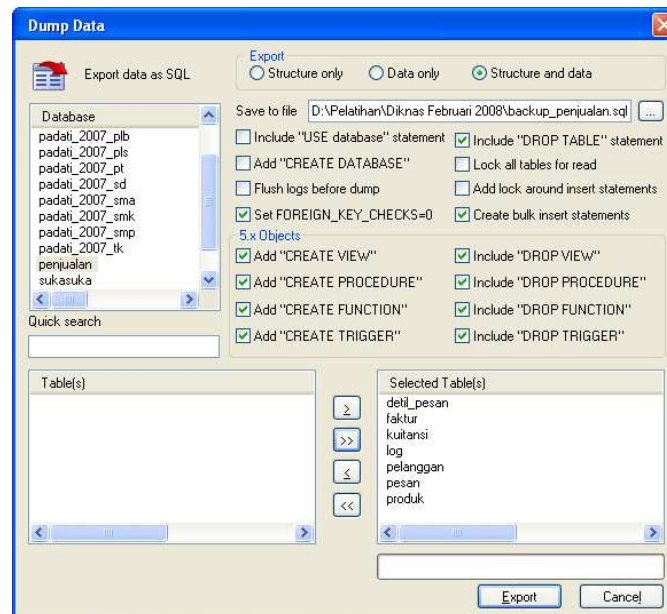 Dump Data
Export data as SQL
Export
Structure only Data only Structure and data
Database
padati_2007_plb
padati_2007_pls
padati_2007_pt
padati_2007_sd
padati_2007_sma
padati_2007_smk
padati_2007_smp
padati_2007_tk
penjualan
sukasuka
Quick search
Save to file D:\Pelatihan\Diknas Februari 2008\backup_penjualan.sql ...
Include "USE database" statement Include "DROP TABLE" statement
Add "CREATE DATABASE" Lock all tables for read
Flush logs before dump Add lock around insert statements
Set FOREIGN_KEY_CHECKS=0 Create bulk insert statements
5.x Objects
Add "CREATE VIEW" Include "DROP VIEW"
Add "CREATE PROCEDURE" Include "DROP PROCEDURE"
Add "CREATE FUNCTION" Include "DROP FUNCTION"
Add "CREATE TRIGGER" Include "DROP TRIGGER"
Table(s)
>
>>
<
<<
Selected Table(s)
detil_pesan
faktur
kuitansi
log
pelanggan
pesan
produk
Export Cancel